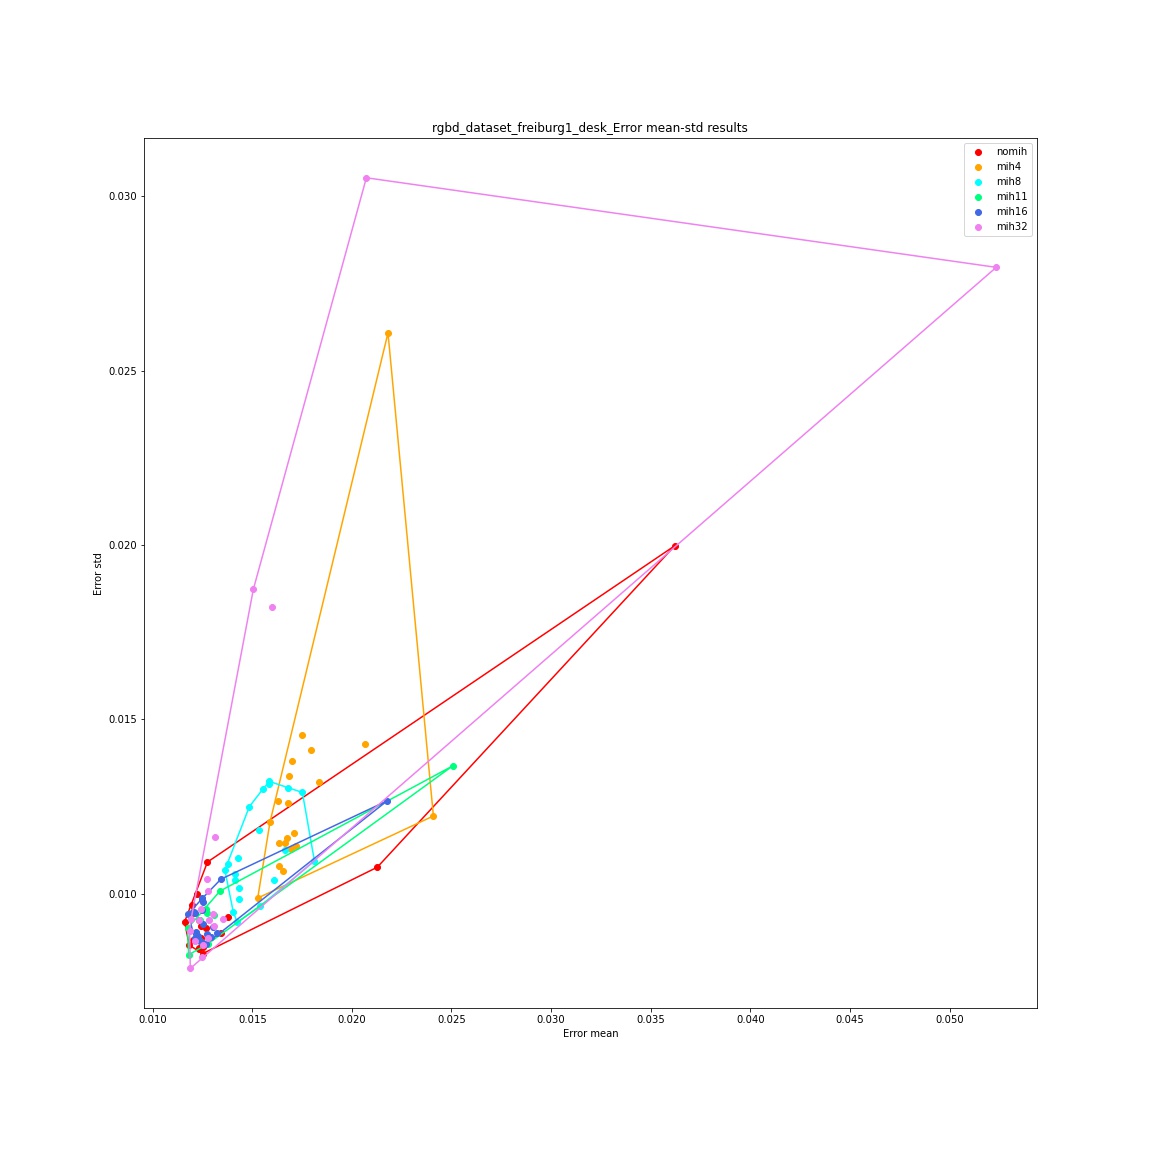 rgbd_dataset_freiburg1_desk_Error mean-std results
nomih
mih4
mih8
mih11
mih16
mih32
0.030
0.025
0.020
0.015
0.010
Error std
0.010 0.015 0.020 0.025 0.030 0.035 0.040 0.045 0.050
Error mean